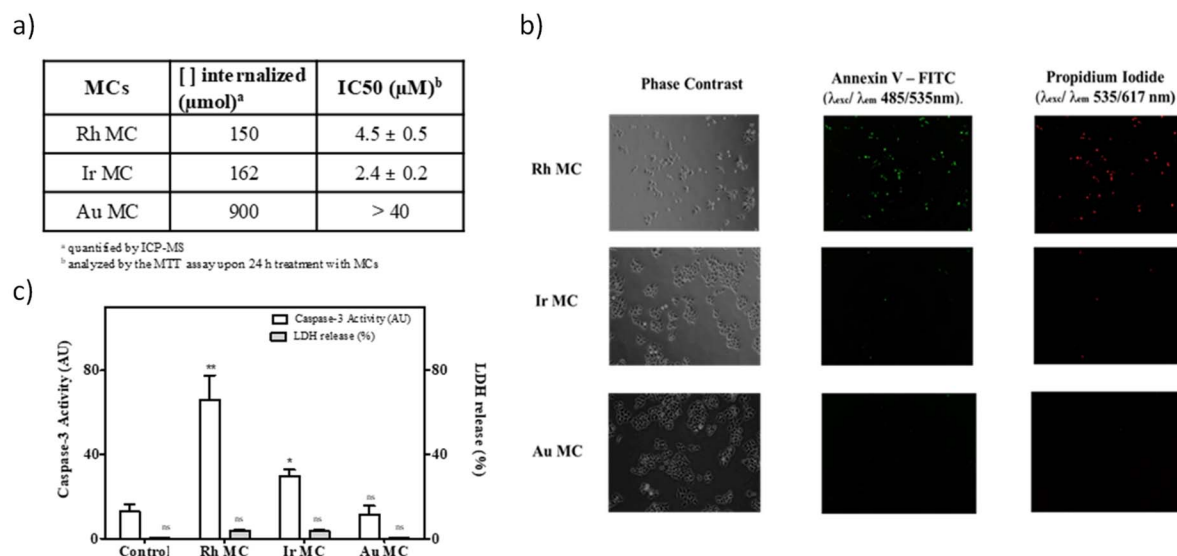 a)
MCs [ ] internalized (μmol)ᵃ IC50 (μM)ᵇ
Rh MC 150 4.5 ± 0.5
Ir MC 162 2.4 ± 0.2
Au MC 900 > 40
ᵃ quantified by ICP-MS
ᵇ analyzed by the MTT assay upon 24 h treatment with MCs
b)
Phase Contrast
Annexin V – FITC
(λexc/ λem 485/535nm).
Propidium Iodide
(λexc/ λem 535/617 nm)
Rh MC
Ir MC
Au MC
c)
Caspase-3 Activity (AU)
LDH release (%)
Caspase-3 Activity (AU)
LDH release (%)
80
40
0
80
40
0
ns
**
ns
*
ns
ns
ns
Control Rh MC Ir MC Au MC